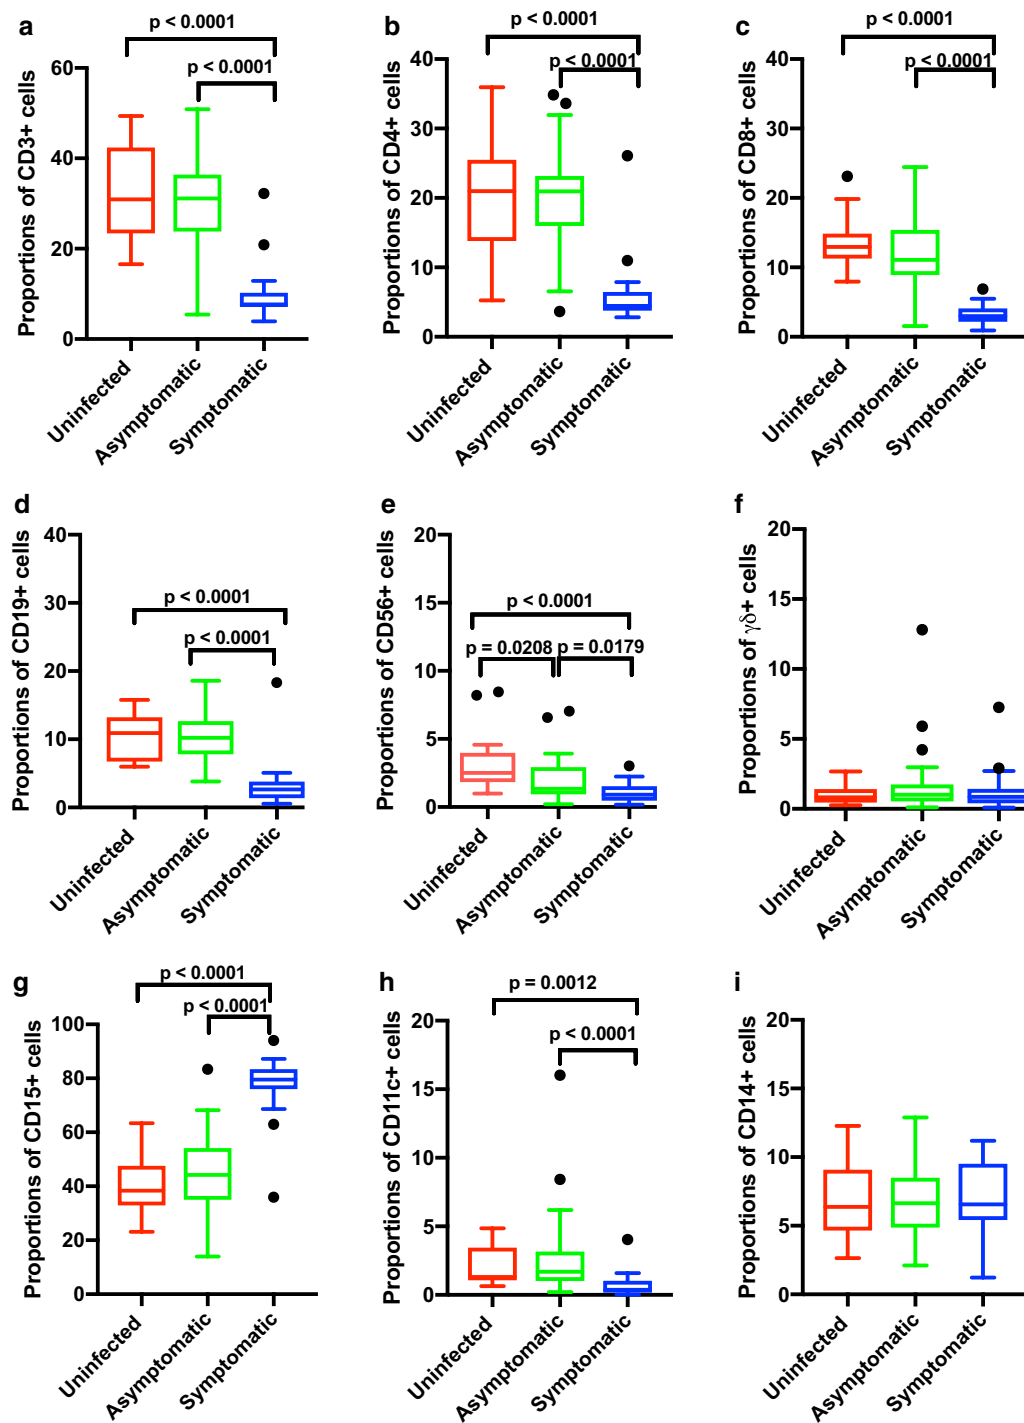 a
p < 0.0001
p < 0.0001
Proportions of CD3+ cells
60
40
20
0
Uninfected
Asymptomatic
Symptomatic
b
p < 0.0001
p < 0.0001
Proportions of CD4+ cells
40
30
20
10
0
Uninfected
Asymptomatic
Symptomatic
c
p < 0.0001
p < 0.0001
Proportions of CD8+ cells
40
30
20
10
0
Uninfected
Asymptomatic
Symptomatic
d
p < 0.0001
p < 0.0001
Proportions of CD19+ cells
40
30
20
10
0
Uninfected
Asymptomatic
Symptomatic
e
p < 0.0001
p = 0.0208
p = 0.0179
Proportions of CD56+ cells
20
15
10
5
0
Uninfected
Asymptomatic
Symptomatic
f
Proportions of γδ+ cells
20
15
10
5
0
Uninfected
Asymptomatic
Symptomatic
g
p < 0.0001
p < 0.0001
Proportions of CD15+ cells
100
80
60
40
20
0
Uninfected
Asymptomatic
Symptomatic
h
p = 0.0012
p < 0.0001
Proportions of CD11c+ cells
20
15
10
5
0
Uninfected
Asymptomatic
Symptomatic
i
Proportions of CD14+ cells
20
15
10
5
0
Uninfected
Asymptomatic
Symptomatic